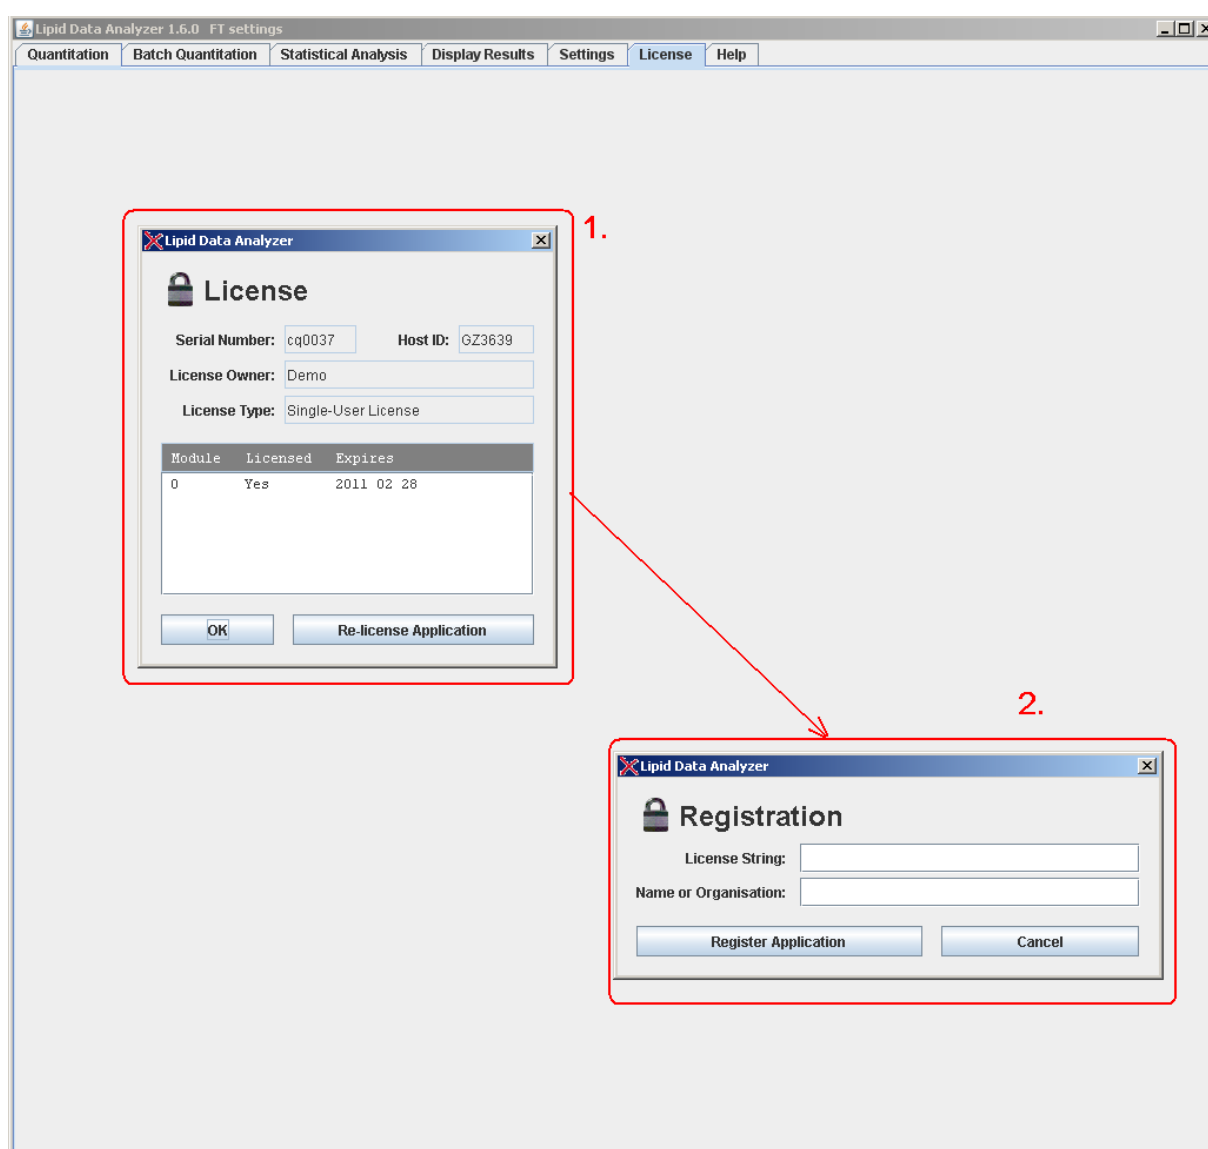 Lipid Data Analyzer 1.6.0 FT settings
Quantitation Batch Quantitation Statistical Analysis Display Results Settings License Help
1.
Lipid Data Analyzer
License
Serial Number: cq0037 Host ID: GZ3639
License Owner: Demo
License Type: Single-User License
Module Licensed Expires
0 Yes 2011 02 28
OK Re-license Application
2.
Lipid Data Analyzer
Registration
License String:
Name or Organisation:
Register Application Cancel